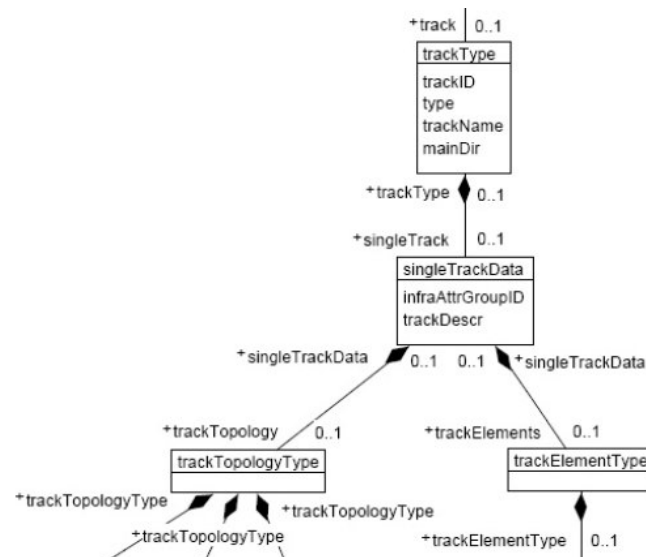 +track 0..1
trackType
trackID
type
trackName
mainDir
+trackType 0..1
+singleTrack 0..1
singleTrackData
infraAttrGroupID
trackDescr
+singleTrackData 0..1 0..1 +singleTrackData
+trackTopology 0..1 +trackElements 0..1
trackTopologyType trackElementType
+trackTopologyType +trackTopologyType
+trackTopologyType +trackElementType 0..1